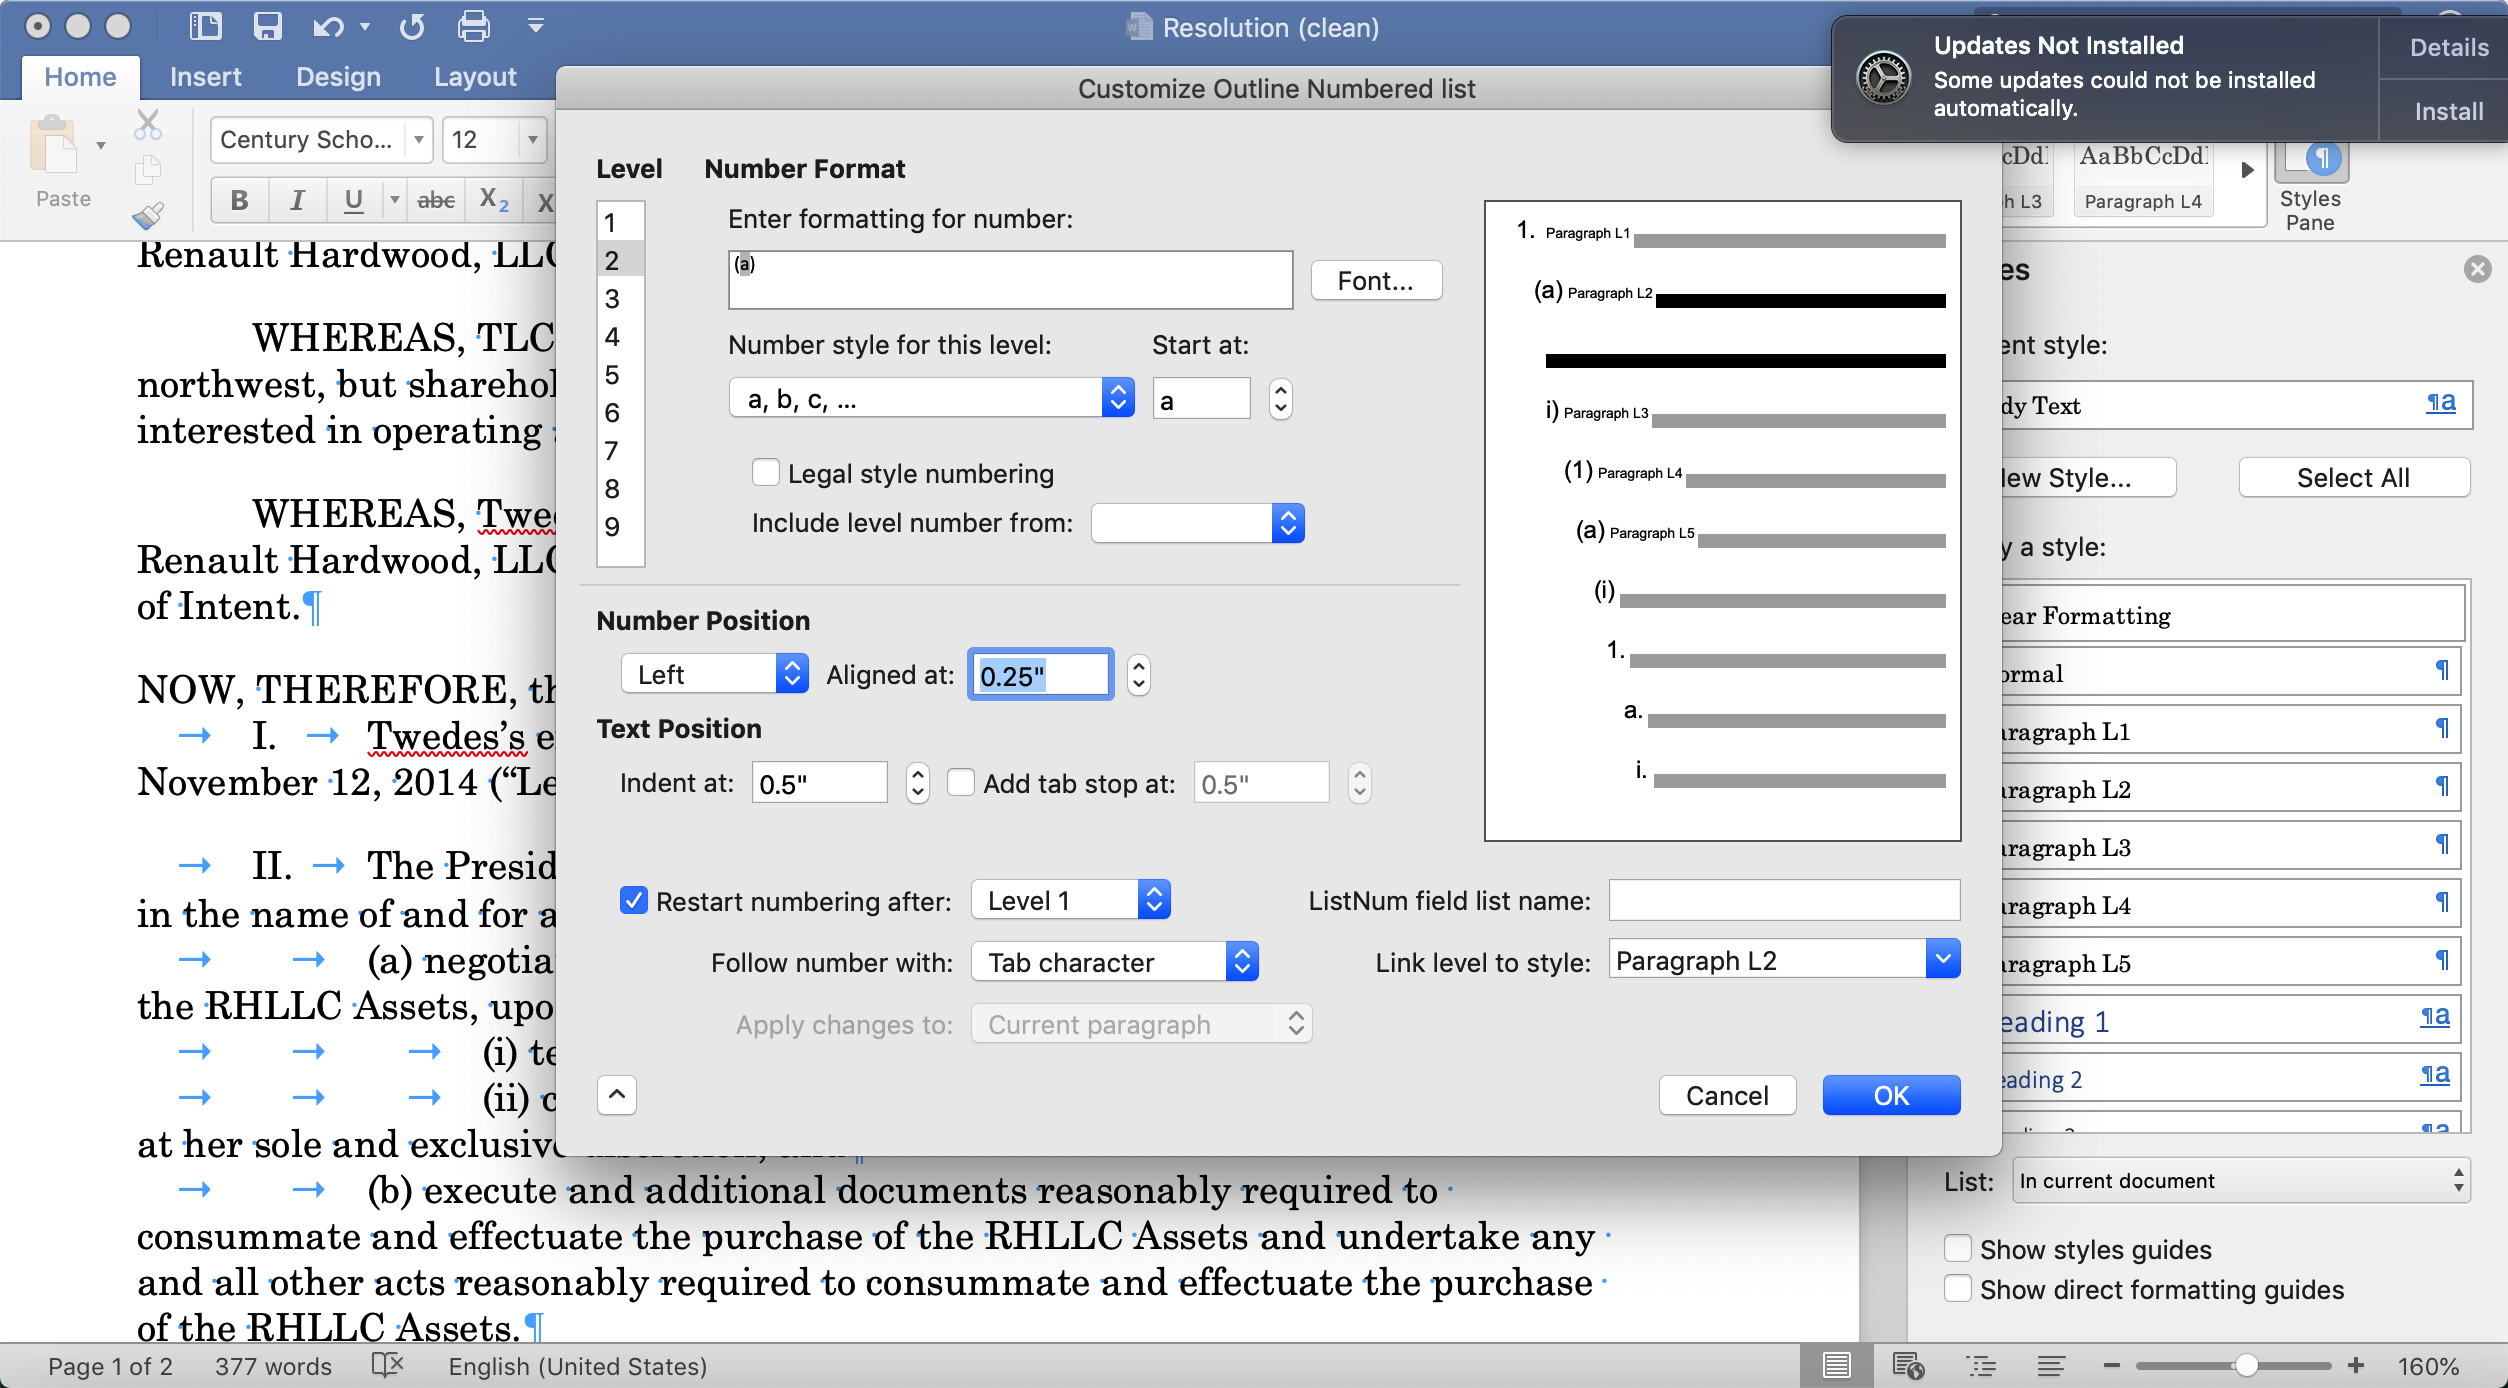 Resolution (clean)
Home Insert Design Layout
Updates Not Installed
Some updates could not be installed
automatically.
Details
Install
Paste
Century Scho... 12
B I U abc X2 X
cDd AaBbCcDd
h L3 Paragraph L4
Styles
Pane
Renault Hardwood, LLC
WHEREAS, TLC
northwest, but sharehol
interested in operating
WHEREAS, Twe
Renault Hardwood, LLC
of Intent.¶
NOW, THEREFORE, th
→ I. → Twedes’s e
November 12, 2014 (“Le
→ II. → The Presid
in the name of and for a
→ → (a) negotia
the RHLLC Assets, upo
→ → → (i) te
→ → → (ii) c
at her sole and exclusive
→ → (b) execute and additional documents reasonably required to
consummate and effectuate the purchase of the RHLLC Assets and undertake any
and all other acts reasonably required to consummate and effectuate the purchase
of the RHLLC Assets.¶
Customize Outline Numbered list
Level Number Format
1
2
3
4
5
6
7
8
9
Enter formatting for number:
(a)
Font...
Number style for this level: Start at:
a, b, c, ... a
Legal style numbering
Include level number from:
Number Position
Left Aligned at: 0.25"
Text Position
Indent at: 0.5" Add tab stop at: 0.5"
Restart numbering after: Level 1 ListNum field list name:
Follow number with: Tab character Link level to style: Paragraph L2
Apply changes to: Current paragraph
Cancel OK
1. Paragraph L1
(a) Paragraph L2
i) Paragraph L3
(1) Paragraph L4
(a) Paragraph L5
(i)
1.
a.
i.
es
ent style:
dy Text ¶a
ew Style... Select All
y a style:
ear Formatting
ormal ¶
aragraph L1 ¶
aragraph L2 ¶
aragraph L3 ¶
aragraph L4 ¶
aragraph L5 ¶
eading 1 ¶a
eading 2 ¶a
List: In current document
Show styles guides
Show direct formatting guides
Page 1 of 2 377 words English (United States) 160%